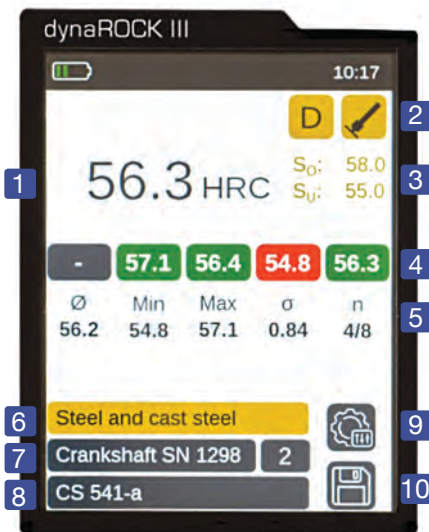 dynaROCK III
10:17
D
2
1
56.3 HRC
S₀: 58.0
Sᵤ: 55.0
3
- 57.1 56.4 54.8 56.3
4
Ø Min Max σ n
56.2 54.8 57.1 0.84 4/8
5
6
Steel and cast steel
9
7
Crankshaft SN 1298 2
8
CS 541-a
10